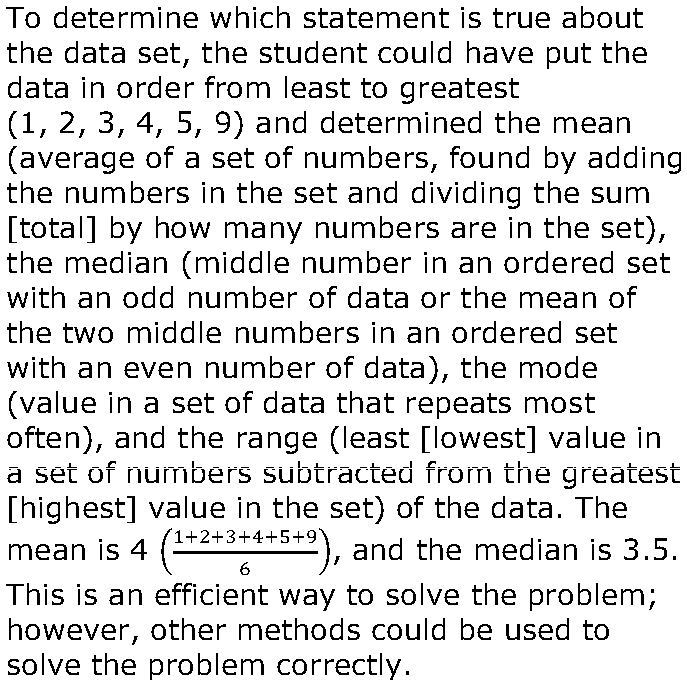 To determine which statement is true about
the data set, the student could have put the
data in order from least to greatest
(1, 2, 3, 4, 5, 9) and determined the mean
(average of a set of numbers, found by adding
the numbers in the set and dividing the sum
[total] by how many numbers are in the set),
the median (middle number in an ordered set
with an odd number of data or the mean of
the two middle numbers in an ordered set
with an even number of data), the mode
(value in a set of data that repeats most
often), and the range (least [lowest] value in
a set of numbers subtracted from the greatest
[highest] value in the set) of the data. The
mean is 4 (1+2+3+4+5+9/6), and the median is 3.5.
This is an efficient way to solve the problem;
however, other methods could be used to
solve the problem correctly.